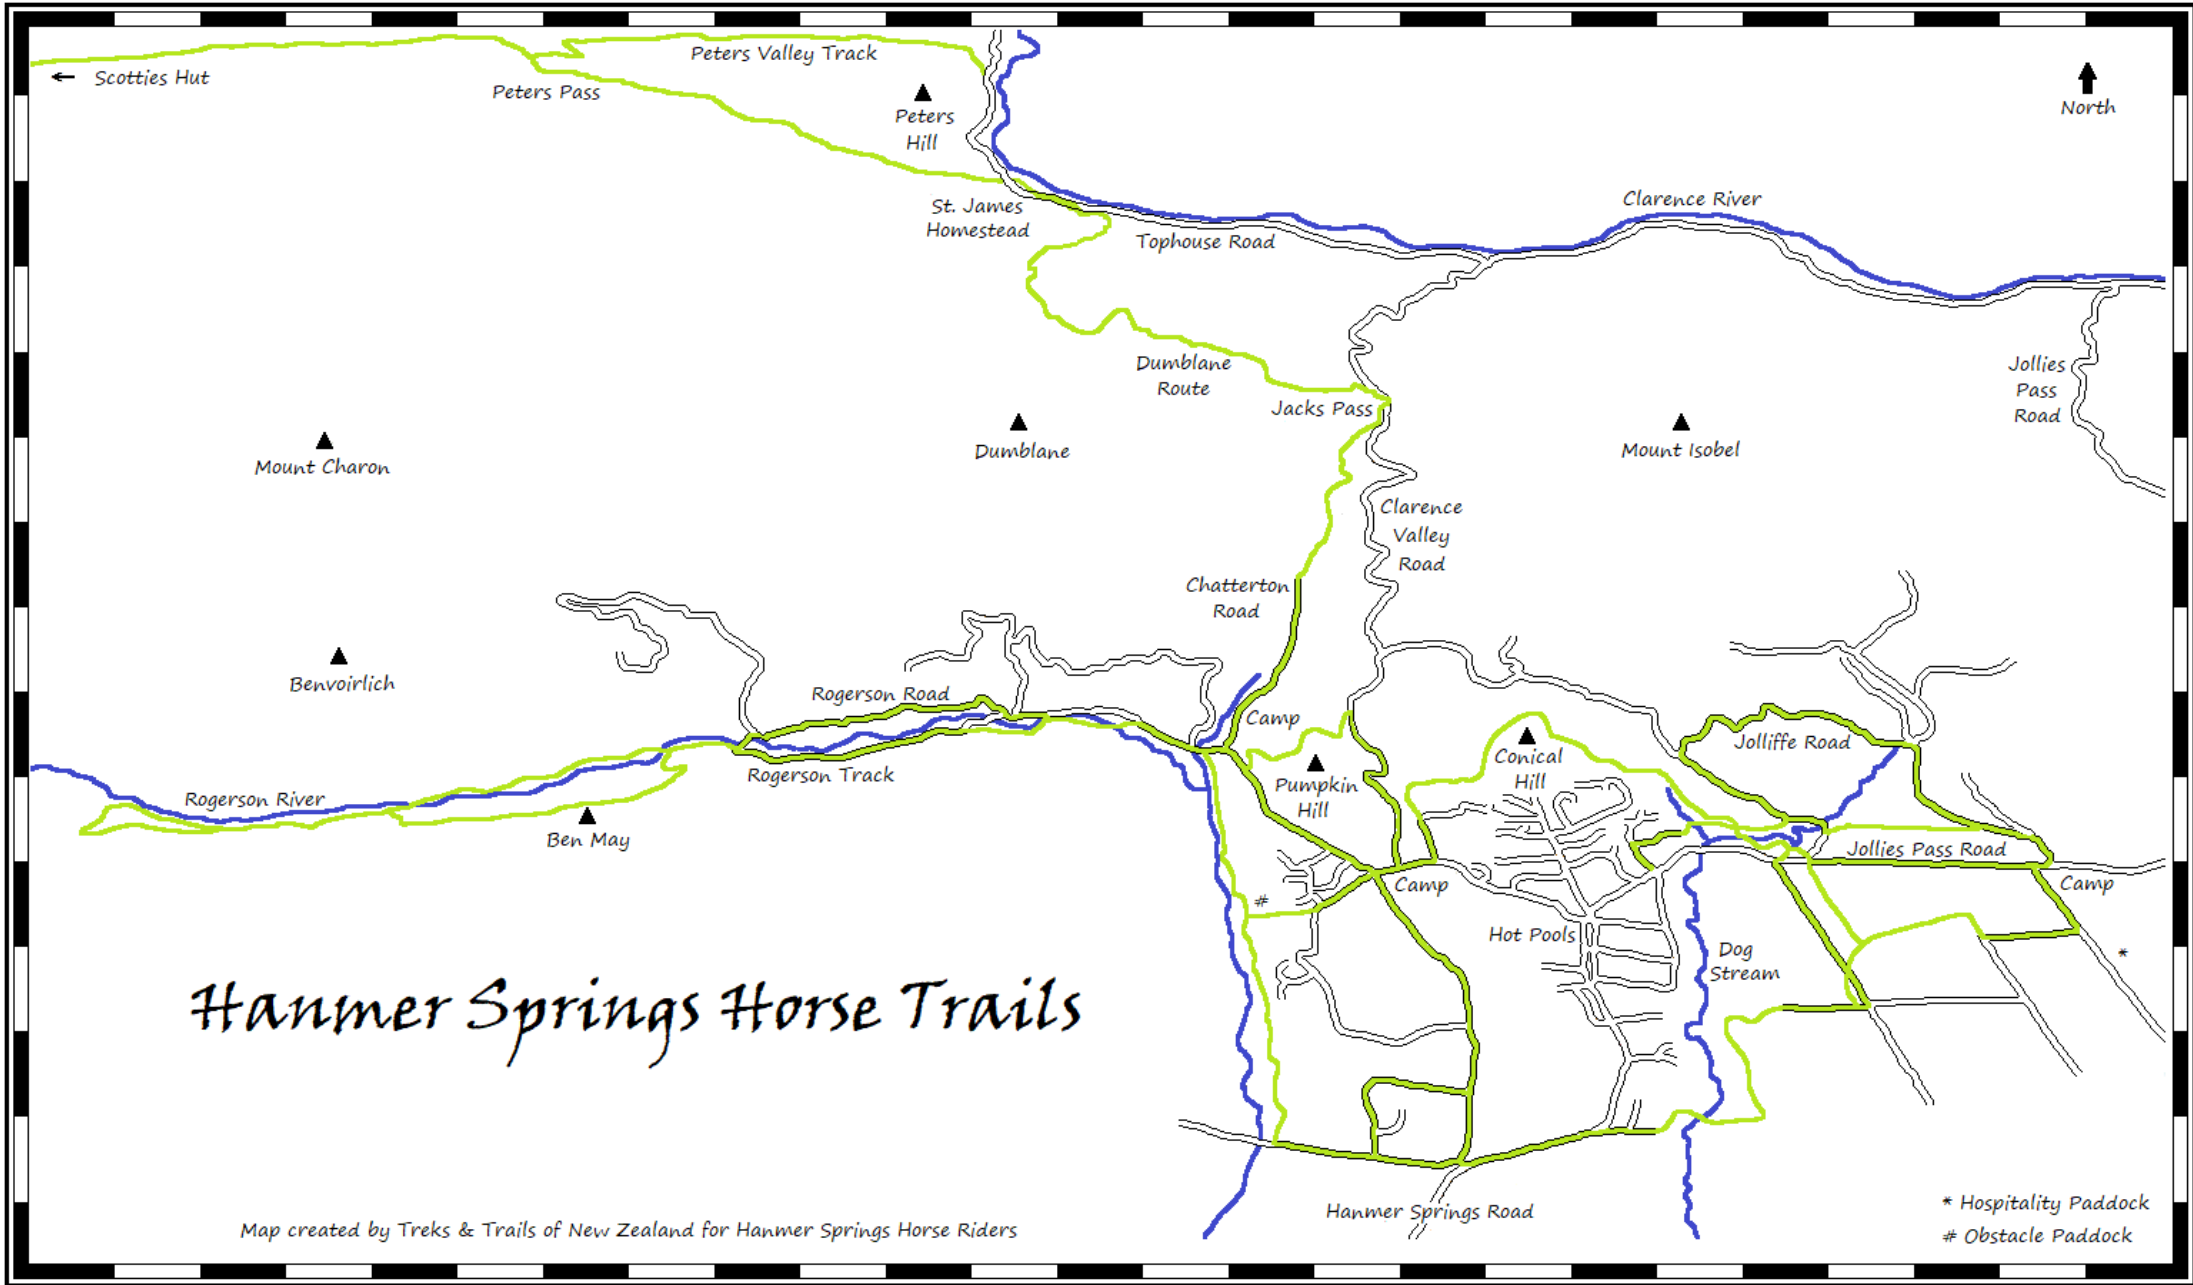 Peters Valley Track
← Scotties Hut
Peters Pass
North
Peters
Hill
Clarence River
St. James
Homestead
Tophouse Road
Dumblane
Route
Jollies
Pass
Road
Jacks Pass
Mount Charon
Dumblane
Mount Isobel
Clarence
Valley
Road
Chatterton
Road
Benvoirlich
Rogerson Road
Camp
Jolliffe Road
Conical
Hill
Rogerson Track
Pumpkin
Hill
Rogerson River
Ben May
Jollies Pass Road
Camp
Camp
#
Hot Pools
Dog
Stream
*
Hanmer Springs Horse Trails
Hanmer Springs Road
* Hospitality Paddock
# Obstacle Paddock
Map created by Treks & Trails of New Zealand for Hanmer Springs Horse Riders